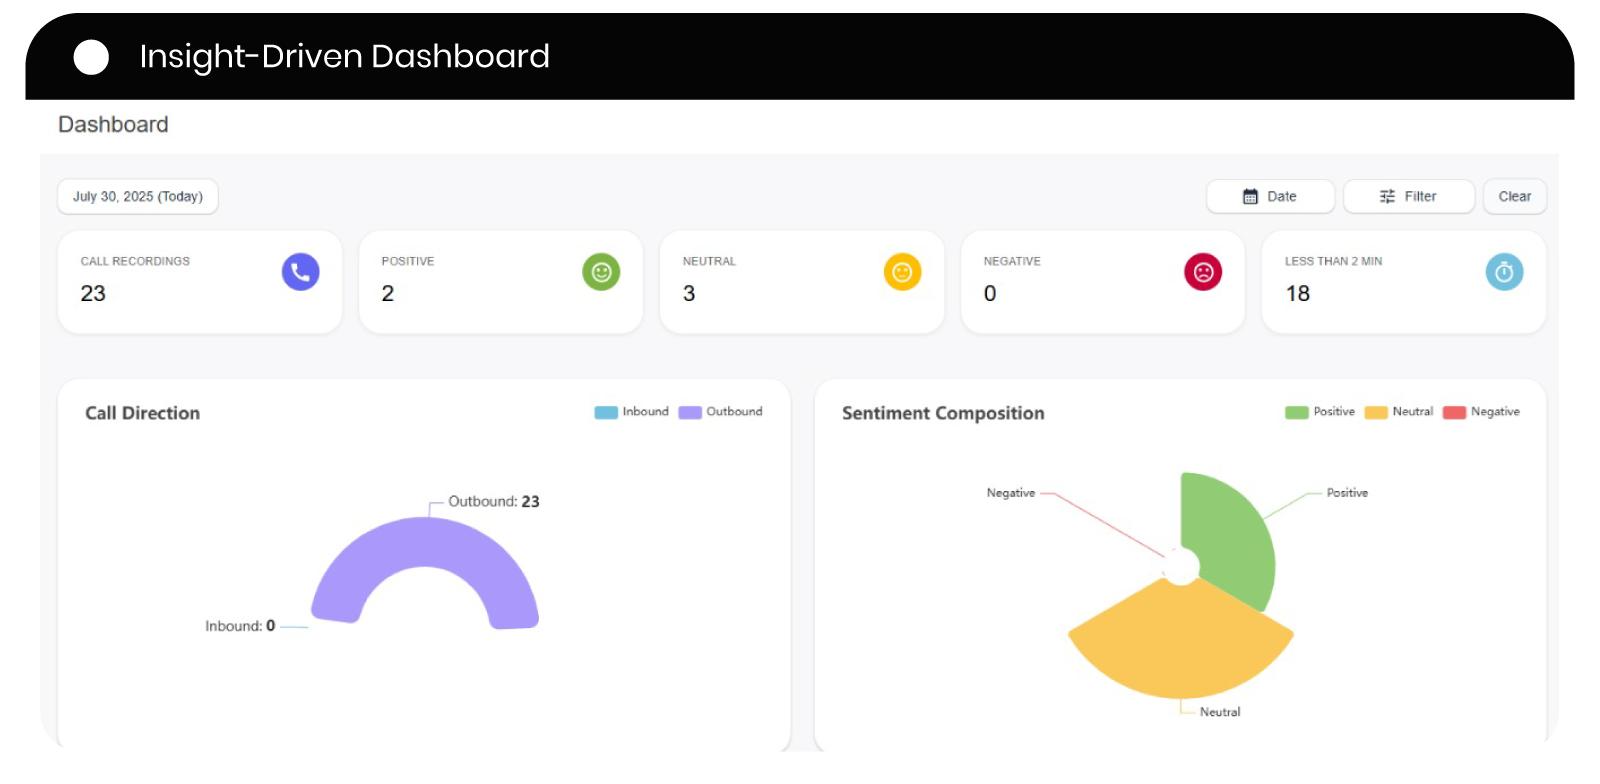 Insight-Driven Dashboard
Dashboard
July 30, 2025 (Today)
Date
Filter
Clear
CALL RECORDINGS
23
POSITIVE
2
NEUTRAL
3
NEGATIVE
0
LESS THAN 2 MIN
18
Call Direction
Inbound
Outbound
Outbound: 23
Inbound: 0
Sentiment Composition
Positive
Neutral
Negative
Negative
Positive
Neutral